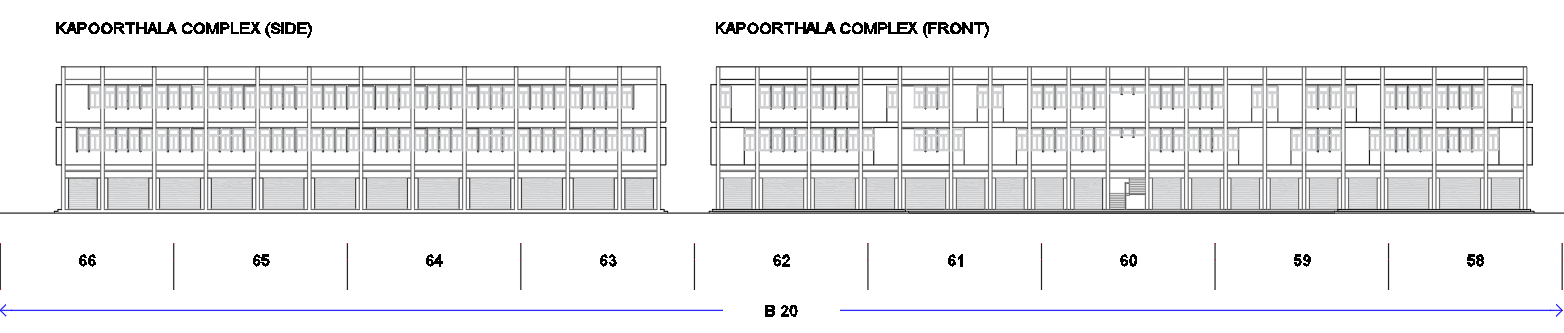 KAPOORTHALA COMPLEX (SIDE) KAPOORTHALA COMPLEX (FRONT)
66 65 64 63 62 61 60 59 58
B 20